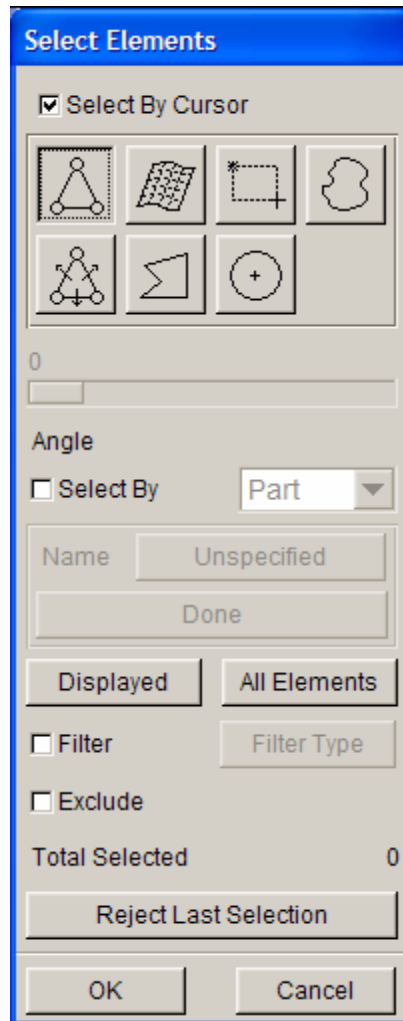 Select Elements
Select By Cursor
0
Angle
Select By Part
Name Unspecified
Done
Displayed All Elements
Filter Filter Type
Exclude
Total Selected 0
Reject Last Selection
OK Cancel